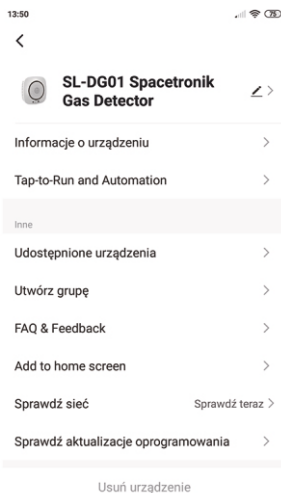 13:50
75
SL-DG01 Spacetronik
Gas Detector
Informacje o urządzeniu
Tap-to-Run and Automation
Inne
Udostępnione urządzenia
Utwórz grupę
FAQ & Feedback
Add to home screen
Sprawdź sieć Sprawdź teraz
Sprawdź aktualizacje oprogramowania
Usuń urządzenie